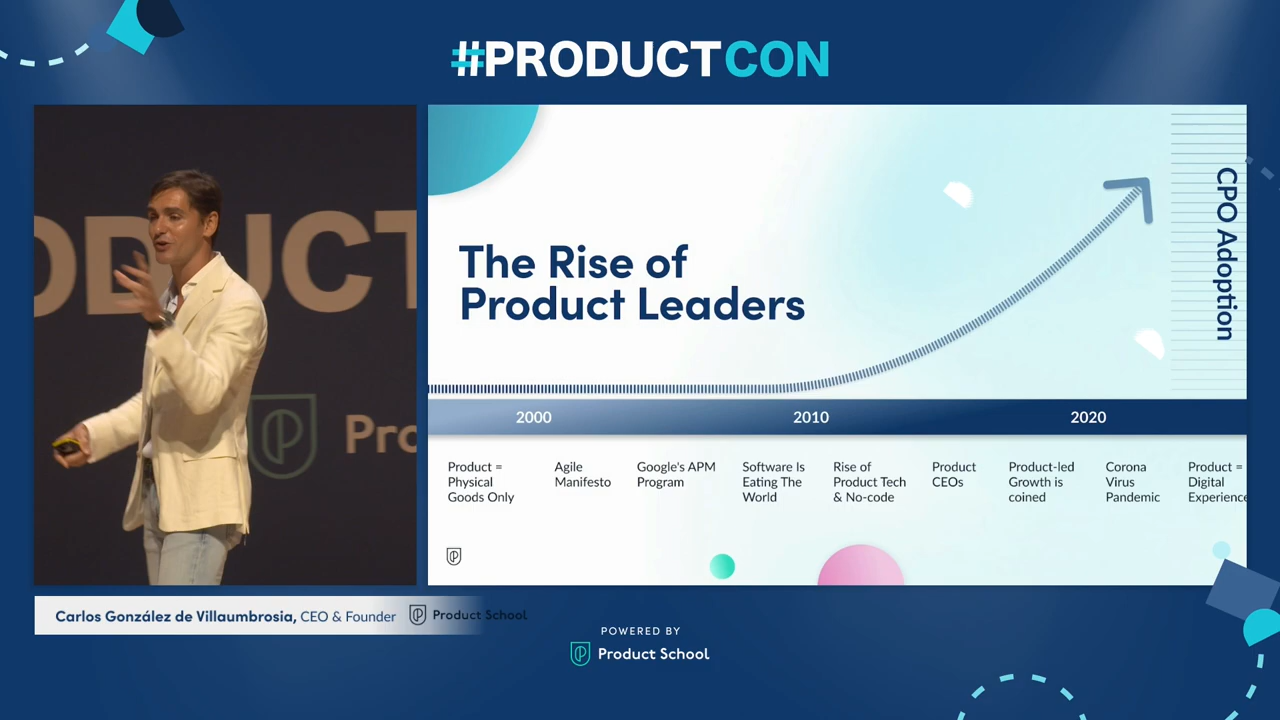 #PRODUCTCON
ODUCT
Pro
The Rise of
Product Leaders
CPO Adoption
2000 2010 2020
Product =
Physical
Goods Only
Agile
Manifesto
Google's APM
Program
Software Is
Eating The
World
Rise of
Product Tech
& No-code
Product
CEOs
Product-led
Growth is
coined
Corona
Virus
Pandemic
Product =
Digital
Experience
Carlos González de Villaumbrosia, CEO & Founder Product School
POWERED BY
Product School